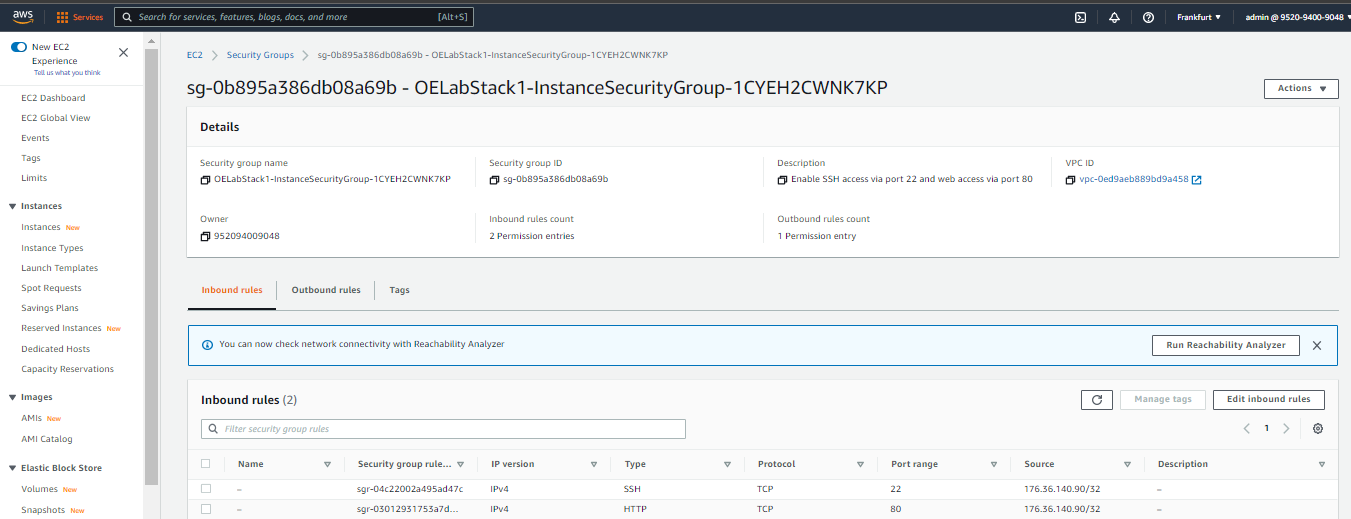 aws Services Search for services, features, blogs, docs, and more [Alt+S] Frankfurt ▼ admin @ 9520-9400-9048
New EC2 Experience
Tell us what you think
EC2 Dashboard
EC2 Global View
Events
Tags
Limits
Instances
Instances New
Instance Types
Launch Templates
Spot Requests
Savings Plans
Reserved Instances New
Dedicated Hosts
Capacity Reservations
Images
AMIs New
AMI Catalog
Elastic Block Store
Volumes New
Snapshots New
EC2 > Security Groups > sg-0b895a386db08a69b - OELabStack1-InstanceSecurityGroup-1CYEH2CWNK7KP
sg-0b895a386db08a69b - OELabStack1-InstanceSecurityGroup-1CYEH2CWNK7KP
Actions ▼
Details
Security group name Security group ID Description VPC ID
OELabStack1-InstanceSecurityGroup-1CYEH2CWNK7KP sg-0b895a386db08a69b Enable SSH access via port 22 and web access via port 80 vpc-0ed9aeb889bd9a458
Owner Inbound rules count Outbound rules count
952094009048 2 Permission entries 1 Permission entry
Inbound rules Outbound rules Tags
You can now check network connectivity with Reachability Analyzer Run Reachability Analyzer
Inbound rules (2) Manage tags Edit inbound rules
Filter security group rules 1
Name Security group rule... IP version Type Protocol Port range Source Description
– sgr-04c22002a495ad47c IPv4 SSH TCP 22 176.36.140.90/32 –
– sgr-03012931753a7d... IPv4 HTTP TCP 80 176.36.140.90/32 –